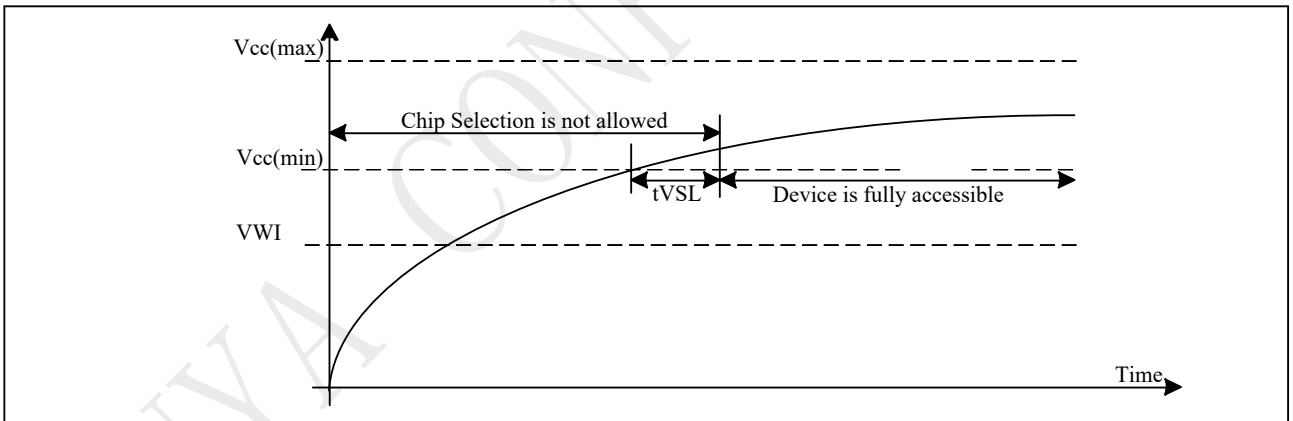 Vcc(max)
Chip Selection is not allowed
Vcc(min)
tVSL
Device is fully accessible
VWI
Time